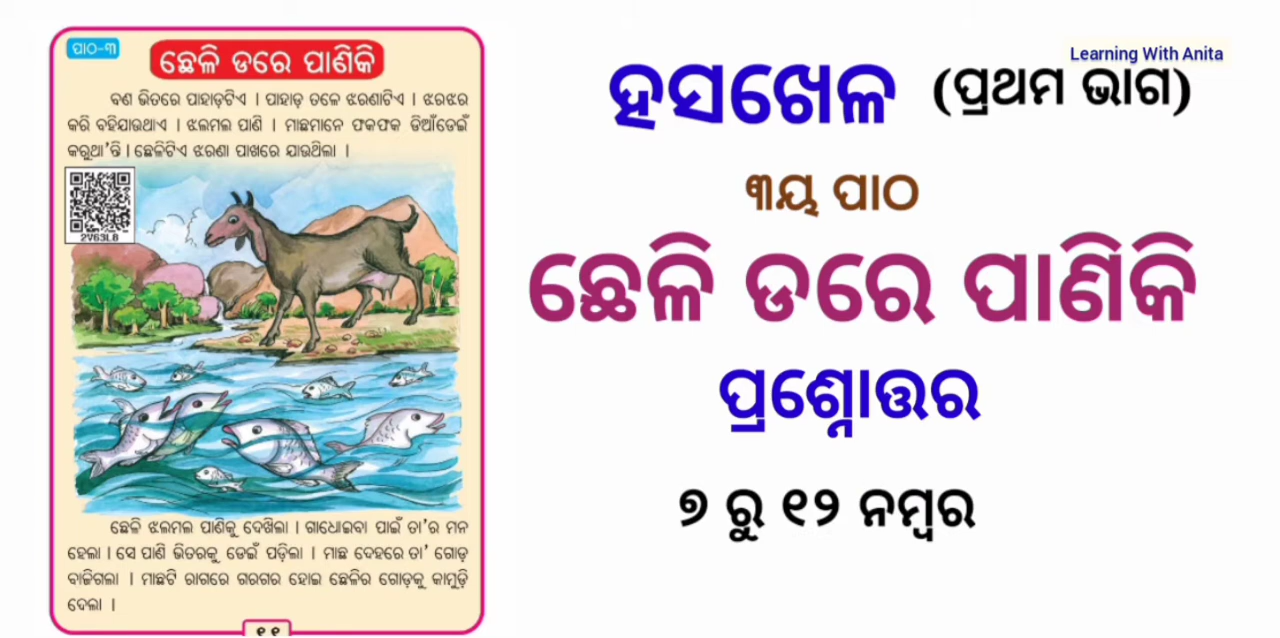 ପାଠ-୩
ଛେଳି ଡରେ ପାଣିକି
ବଣ ଭିତରେ ପାହାଡ଼ଟିଏ । ପାହାଡ଼ ତଳେ ଝରଣାଟିଏ । ଝରଝର
କରି ବହିଯାଉଥାଏ । ଝଲମଲ ପାଣି । ମାଛମାନେ ଫକଫକ ଡିଆଁଡେଇଁ
କରୁଥା'ନ୍ତି । ଛେଳିଟିଏ ଝରଣା ପାଖରେ ଯାଉଥିଲା ।
2V63L8
ଛେଳି ଝଲମଲ ପାଣିକୁ ଦେଖିଲା । ଗାଧୋଇବା ପାଇଁ ତା'ର ମନ
ହେଲା । ସେ ପାଣି ଭିତରକୁ ଡେଇଁ ପଡ଼ିଲା । ମାଛ ଦେହରେ ତା' ଗୋଡ଼
ବାଜିଗଲା । ମାଛଟି ରାଗରେ ଗରଗର ହୋଇ ଛେଳିର ଗୋଡ଼କୁ କାମୁଡ଼ି
ଦେଲା ।
୧୧
Learning With Anita
ହସଖେଳ (ପ୍ରଥମ ଭାଗ)
୩ୟ ପାଠ
ଛେଳି ଡରେ ପାଣିକି
ପ୍ରଶ୍ନୋତ୍ତର
୭ ରୁ ୧୨ ନମ୍ବର